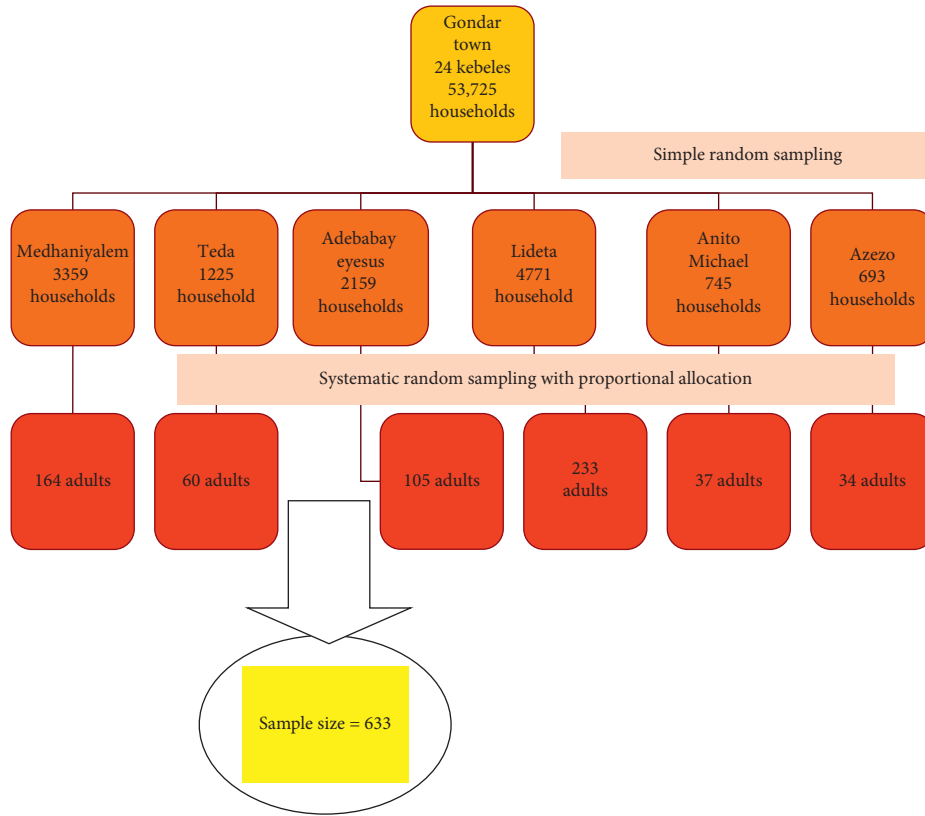 Gondar
town
24 kebeles
53,725
households
Simple random sampling
Medhaniyalem
3359
households
Teda
1225
household
Adebabay
eyesus
2159
households
Lideta
4771
household
Anito
Michael
745
households
Azezo
693
households
Systematic random sampling with proportional allocation
164 adults
60 adults
105 adults
233
adults
37 adults
34 adults
Sample size = 633